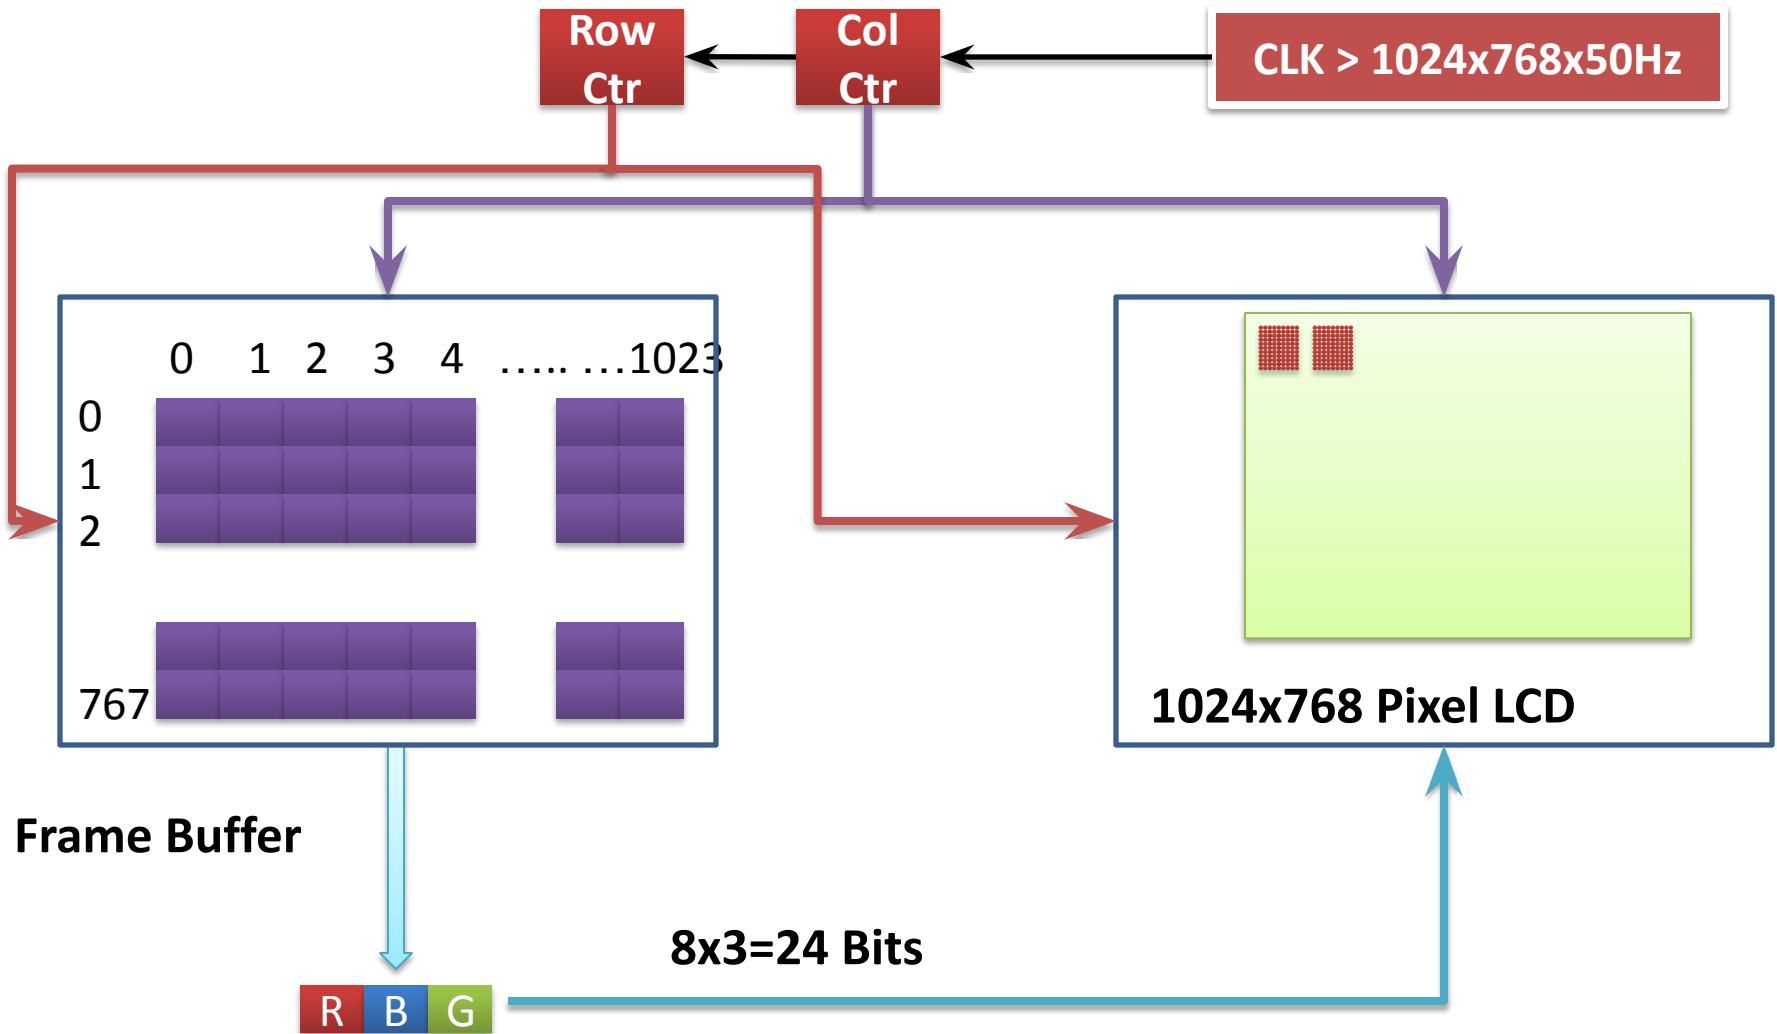 Row
Ctr
Col
Ctr
CLK > 1024x768x50Hz
0 1 2 3 4 ….. …1023
0
1
2
767
1024x768 Pixel LCD
Frame Buffer
8x3=24 Bits
R B G